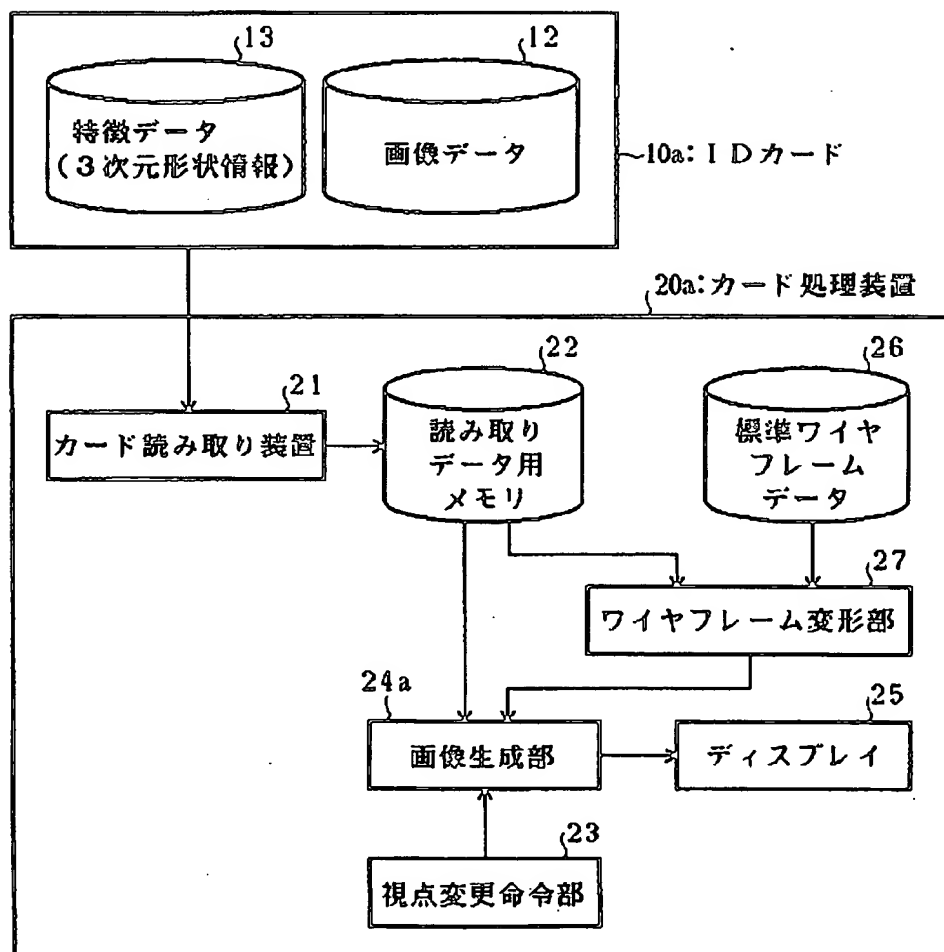 13
12
特徴データ
(3次元形状情報)
画像データ
10a:IDカード
20a:カード処理装置
21
22
26
カード読み取り装置
読み取り
データ用
メモリ
標準ワイヤ
フレーム
データ
27
ワイヤフレーム変形部
24a
25
画像生成部
ディスプレイ
23
視点変更命令部